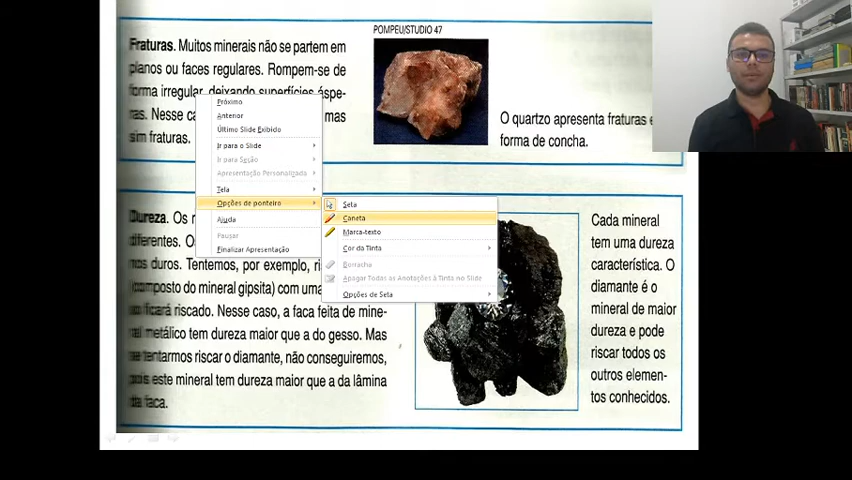 POMPEU/STUDIO 47
Fraturas. Muitos minerais não se partem em
planos ou faces regulares. Rompem-se de
forma irregular, deixando superfícies áspe-
ras. Nesse mas
sim fraturas.
O quartzo apresenta fraturas
forma de concha.
Próximo
Anterior
Último Slide Exibido
Ir para o Slide
Ir para Seção
Apresentação Personalizada
Tela
Opções de ponteiro
Ajuda
Pausar
Finalizar Apresentação
Seta
Caneta
Marca-texto
Cor da Tinta
Borracha
Apagar Todas as Anotações à Tinta no Slide
Opções de Seta
Dureza. Os
diferentes.
nos duros. Tentemos, por exemplo,
(composto do mineral gipsita) com uma
ficará riscado. Nesse caso, a faca feita de mine-
ral metálico tem dureza maior que a do gesso. Mas
se tentarmos riscar o diamante, não conseguiremos,
pois este mineral tem dureza maior que a da lâmina
da faca.
Cada mineral
tem uma dureza
característica. O
diamante é o
mineral de maior
dureza e pode
riscar todos os
outros elemen-
tos conhecidos.